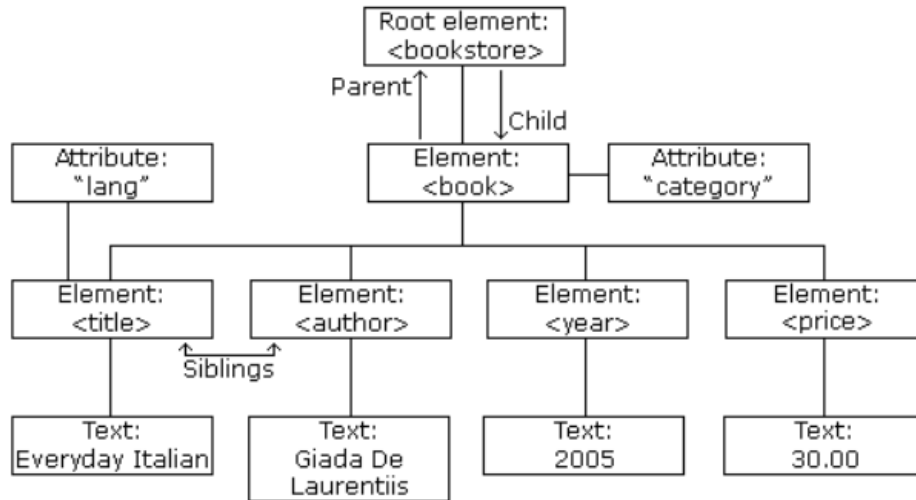 Root element:
<bookstore>
Parent
Child
Attribute:
"lang"
Element:
<book>
Attribute:
"category"
Element:
<title>
Element:
<author>
Element:
<year>
Element:
<price>
Siblings
Text:
Everyday Italian
Text:
Giada De
Laurentiis
Text:
2005
Text:
30.00